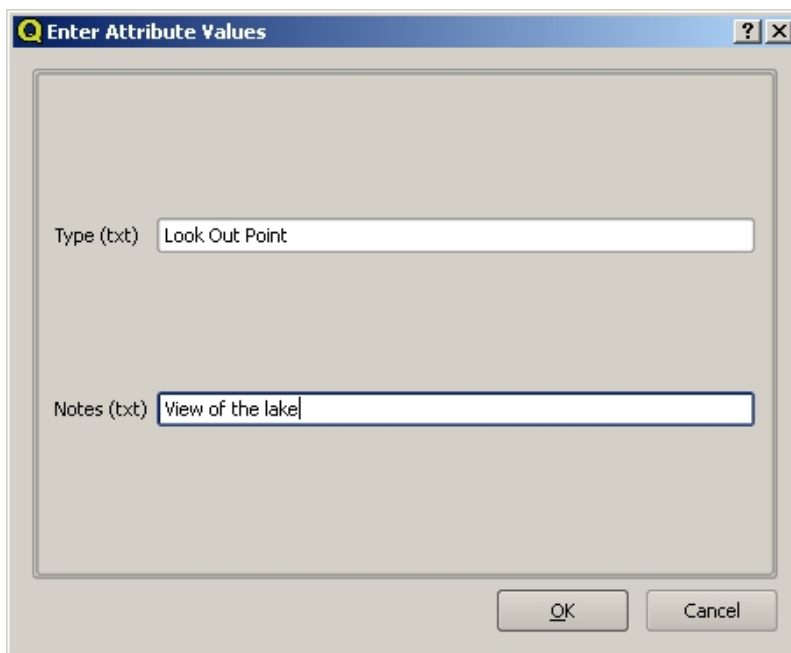 Enter Attribute Values
Type (txt) Look Out Point
Notes (txt) View of the lake
OK Cancel